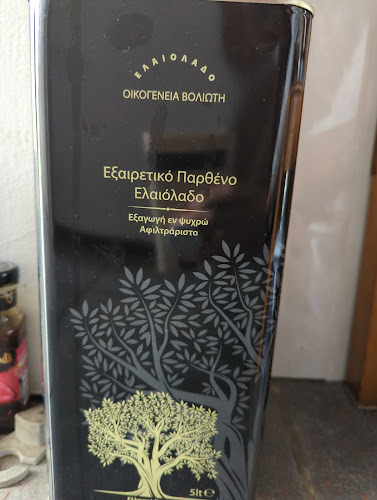 ΕΛΑΙΟΛΑΔΟ
ΟΙΚΟΓΕΝΕΙΑ ΒΟΛΙΩΤΗ
Εξαιρετικό Παρθένο
Ελαιόλαδο
Εξαγωγή εν ψυχρώ
Αφιλτράριστο
5lt ℮